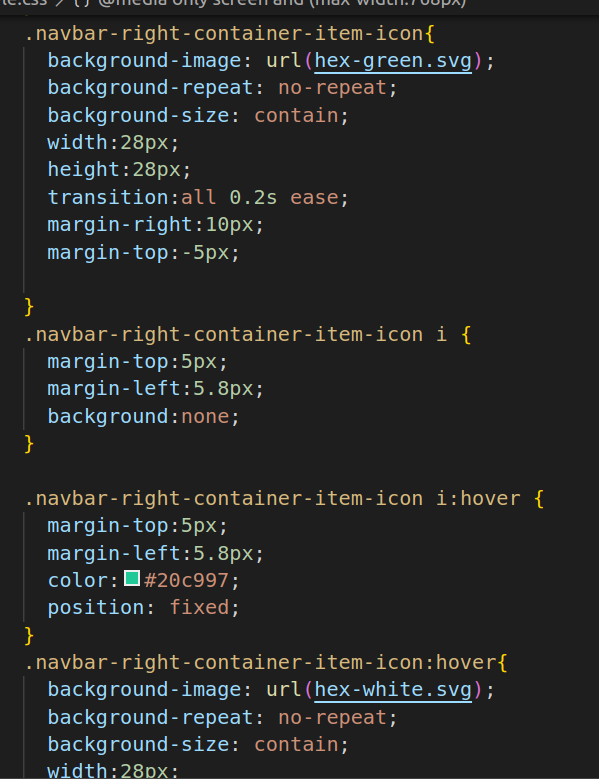 le.css > {} @media only screen and (max-width:768px)
.navbar-right-container-item-icon{
background-image: url(hex-green.svg);
background-repeat: no-repeat;
background-size: contain;
width:28px;
height:28px;
transition:all 0.2s ease;
margin-right:10px;
margin-top:-5px;
}
.navbar-right-container-item-icon i {
margin-top:5px;
margin-left:5.8px;
background:none;
}
.navbar-right-container-item-icon i:hover {
margin-top:5px;
margin-left:5.8px;
color:#20c997;
position: fixed;
}
.navbar-right-container-item-icon:hover{
background-image: url(hex-white.svg);
background-repeat: no-repeat;
background-size: contain;
width:28px;